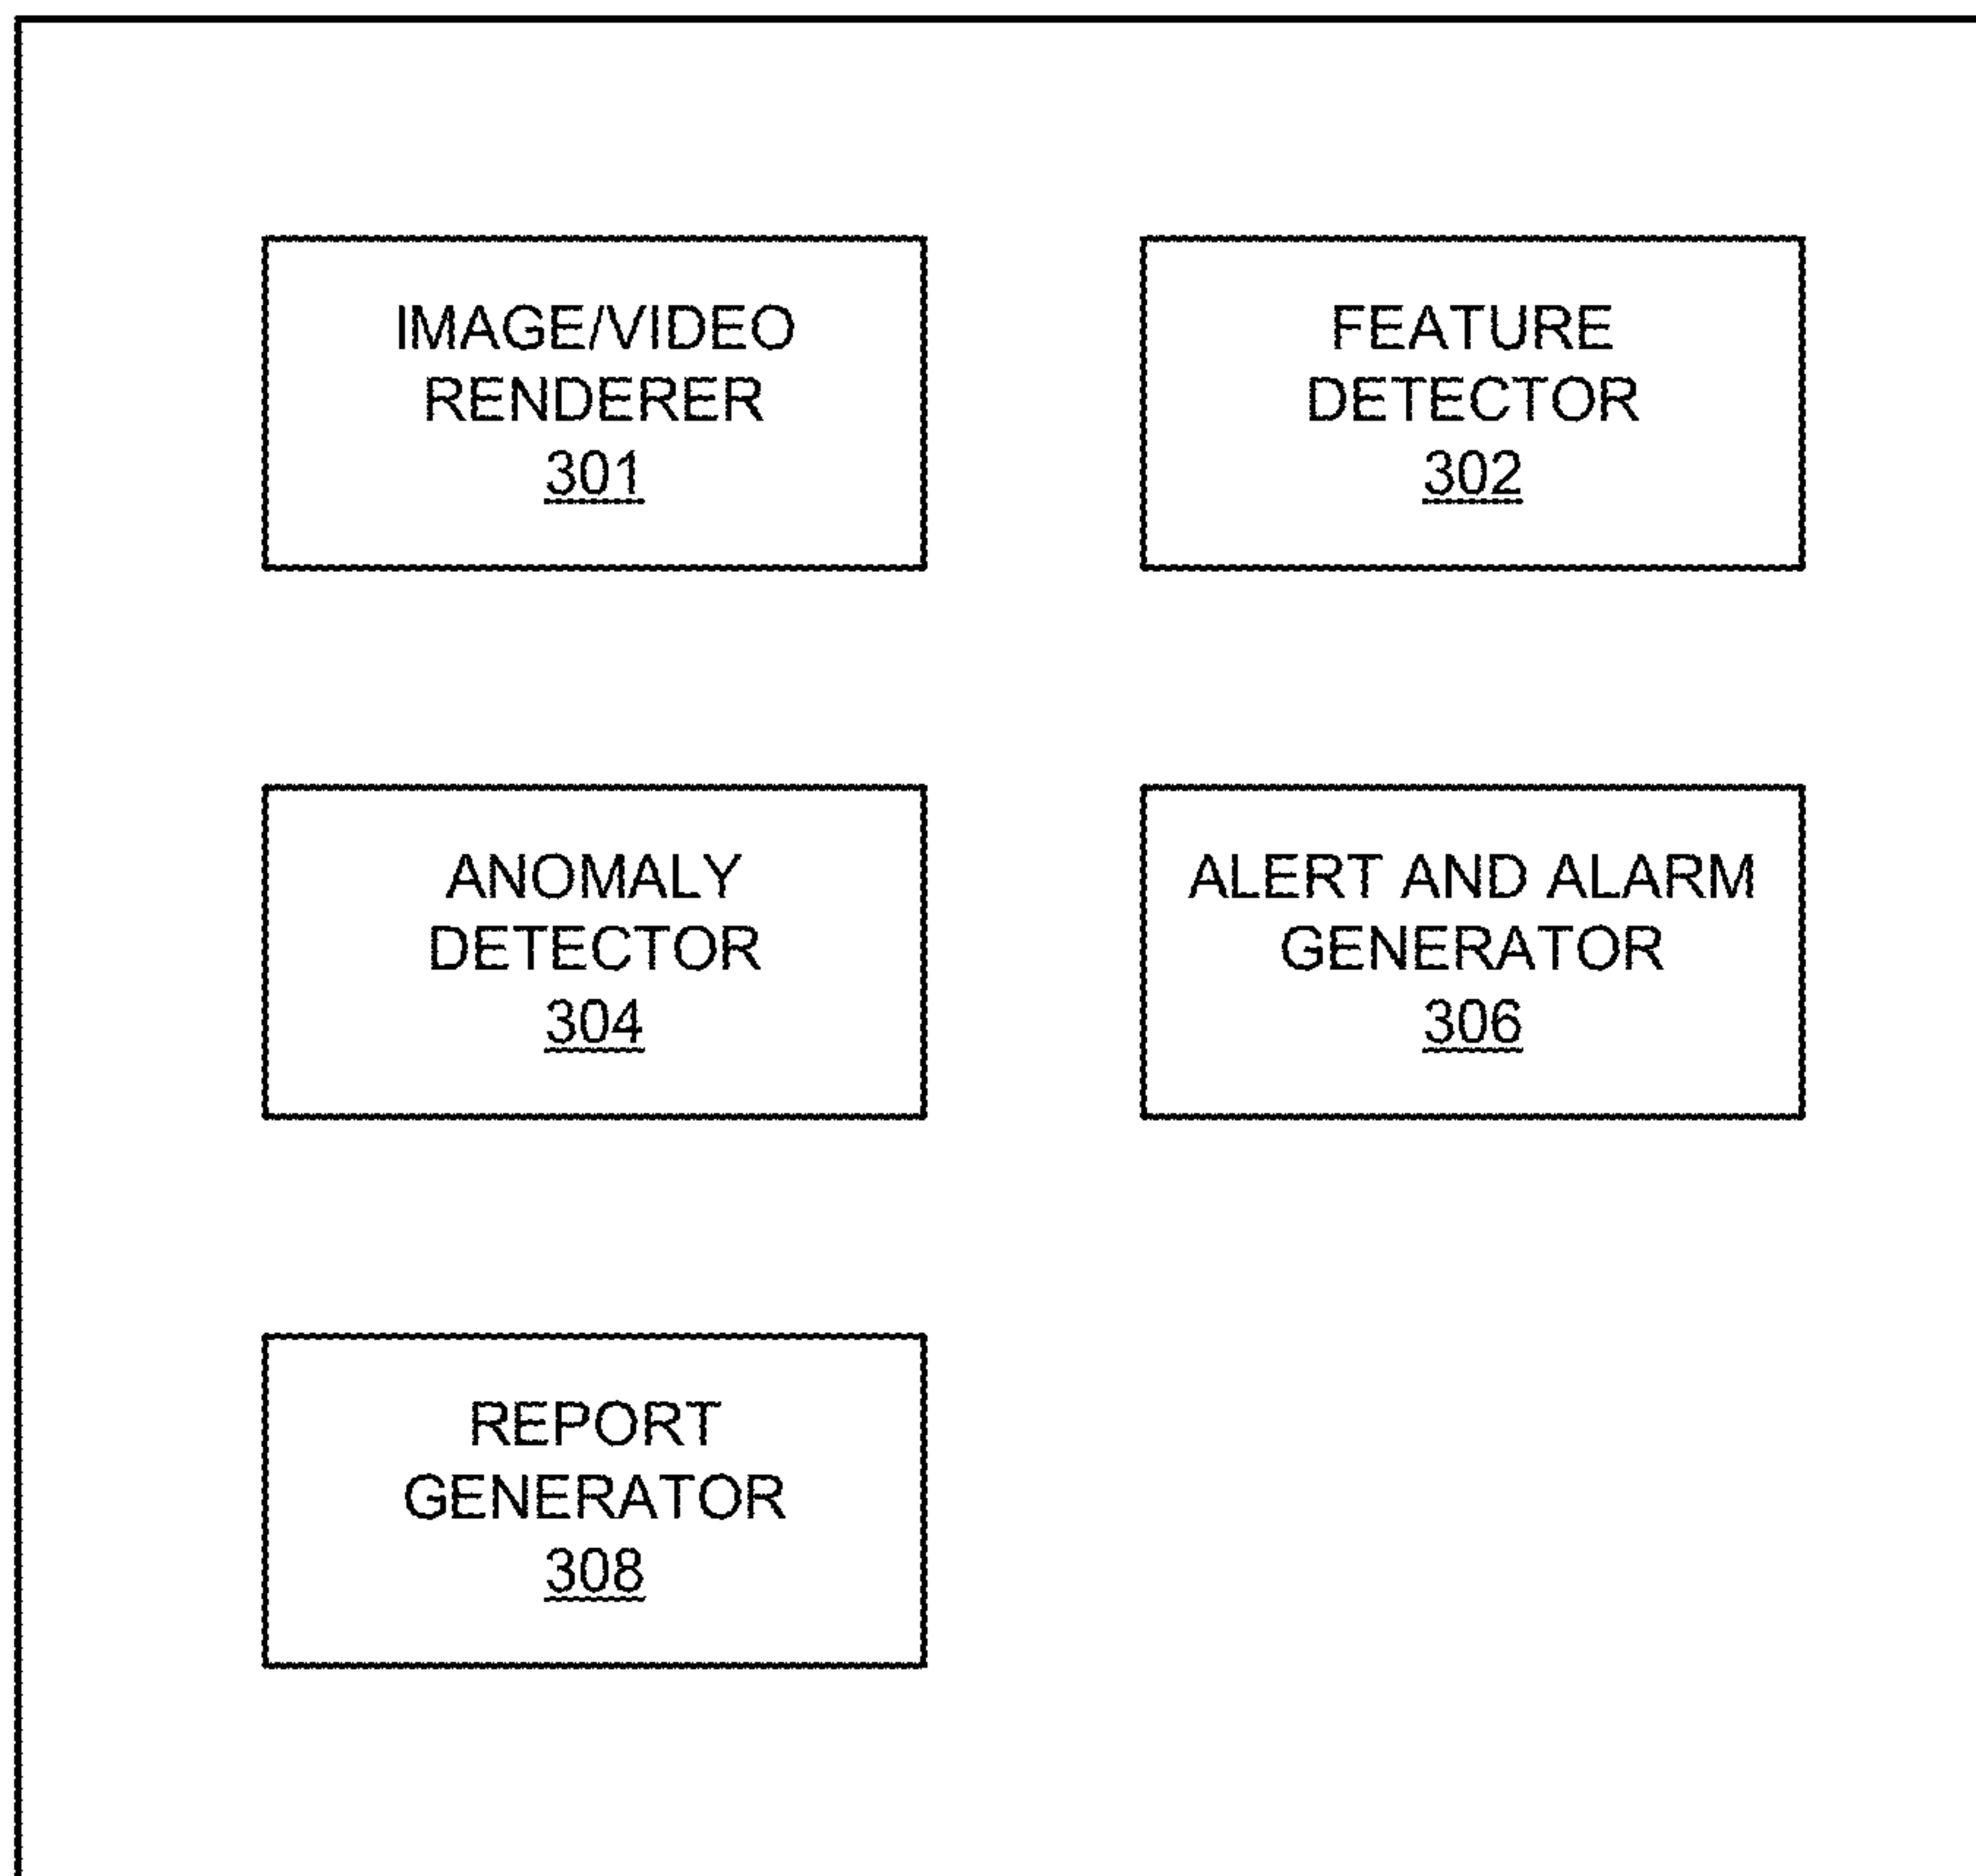 IMAGE/VIDEO
RENDERER
301
FEATURE
DETECTOR
302
ANOMALY
DETECTOR
304
ALERT AND ALARM
GENERATOR
306
REPORT
GENERATOR
308